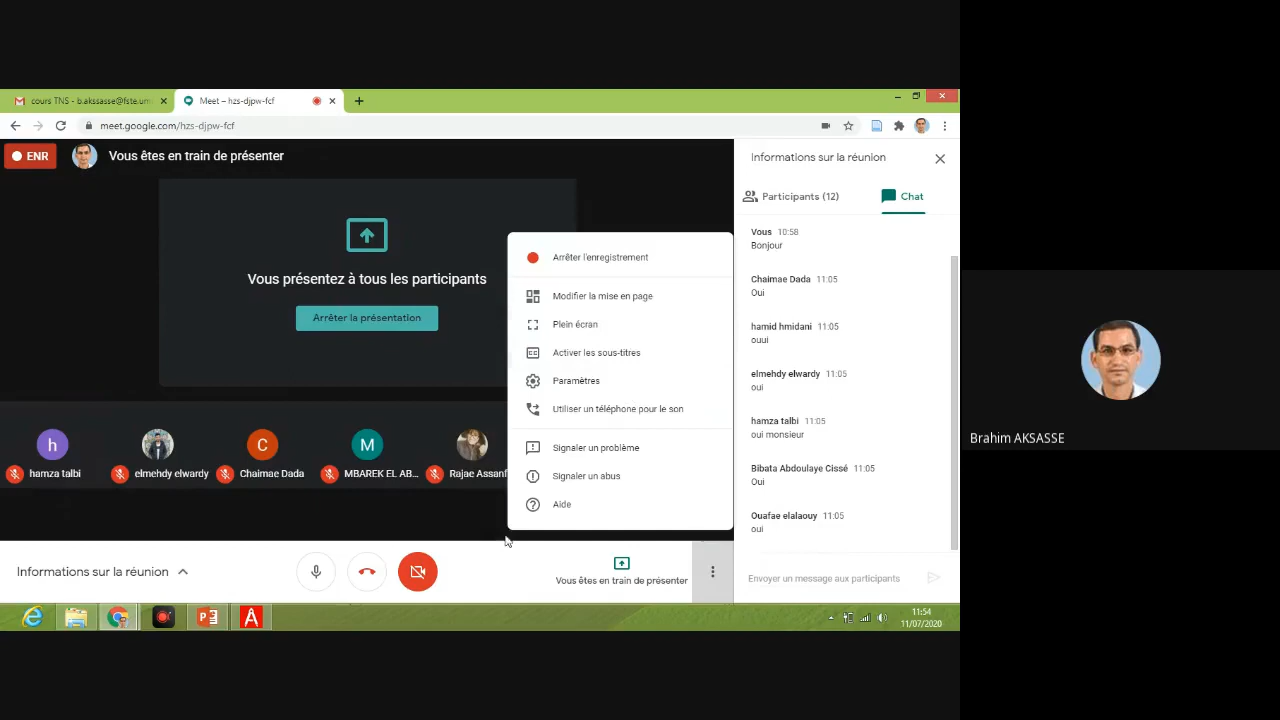 cours TNS - b.akssasse@fste.um
Meet – hzs-djpw-fcf
meet.google.com/hzs-djpw-fcf
ENR
Vous êtes en train de présenter
Vous présentez à tous les participants
Arrêter la présentation
h
C
M
hamza talbi
elmehdy elwardy
Chaimae Dada
MBAREK EL AB...
Rajae Assanf
Arrêter l'enregistrement
Modifier la mise en page
Plein écran
CC
Activer les sous-titres
Paramètres
Utiliser un téléphone pour le son
Signaler un problème
Signaler un abus
Aide
Informations sur la réunion
Participants (12)
Chat
Vous 10:58
Bonjour
Chaimae Dada 11:05
Oui
hamid hmidani 11:05
ouui
elmehdy elwardy 11:05
oui
hamza talbi 11:05
oui monsieur
Bibata Abdoulaye Cissé 11:05
Oui
Ouafae elalaouy 11:05
oui
Envoyer un message aux participants
Informations sur la réunion
Vous êtes en train de présenter
11:54
11/07/2020
Brahim AKSASSE